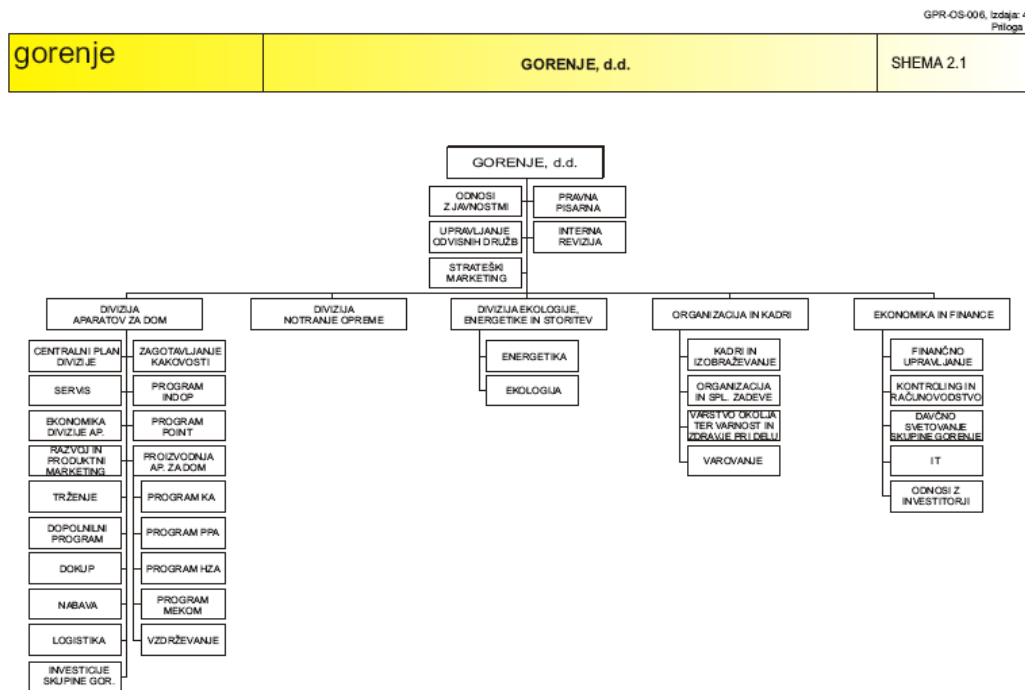 GPR-OS-006, Izdaja: 4
Priloga
gorenje
GORENJE, d.d.
SHEMA 2.1
GORENJE, d.d.
ODNOSI
Z JAVNOSTMI
PRAVNA
PISARNA
UPRAVLJANJE
ODVISNIH DRUŽB
INTERNA
REVIZIJA
STRATEŠKI
MARKETING
DIVIZIJA
APARATOV ZA DOM
DIVIZIJA
NOTRANJE OPREME
DIVIZIJA EKOLOGIJE,
ENERGETIKE IN STORITEV
ORGANIZACIJA IN KADRI
EKONOMIKA IN FINANCE
CENTRALNI PLAN
DIVIZIJE
ZAGOTAVLJANJE
KAKOVOSTI
SERVIS
PROGRAM
INDOP
EKONOMIKA
DIVIZIJE AP.
PROGRAM
POINT
RAZVOJ IN
PRODUKTNI
MARKETING
PROIZVODNJA
AP. ZA DOM
TRŽENJE
PROGRAM KA
DOPOLNILNI
PROGRAM
PROGRAM PPA
DOKUP
PROGRAM HZA
NABAVA
PROGRAM
MEKOM
LOGISTIKA
VZDRŽEVANJE
INVESTICIJE
SKUPINE GOR.
ENERGETIKA
EKOLOGIJA
KADRI IN
IZOBRAŽEVANJE
ORGANIZACIJA
IN SPL. ZADEVE
VARSTVO OKOLJA
TER VARNOST IN
ZDRAVJE PRI DELU
VAROVANJE
FINANČNO
UPRAVLJANJE
KONTROLING IN
RAČUNOVODSTVO
DAVČNO
SVETOVANJE
SKUPINE GORENJE
IT
ODNOSI Z
INVESTITORJI